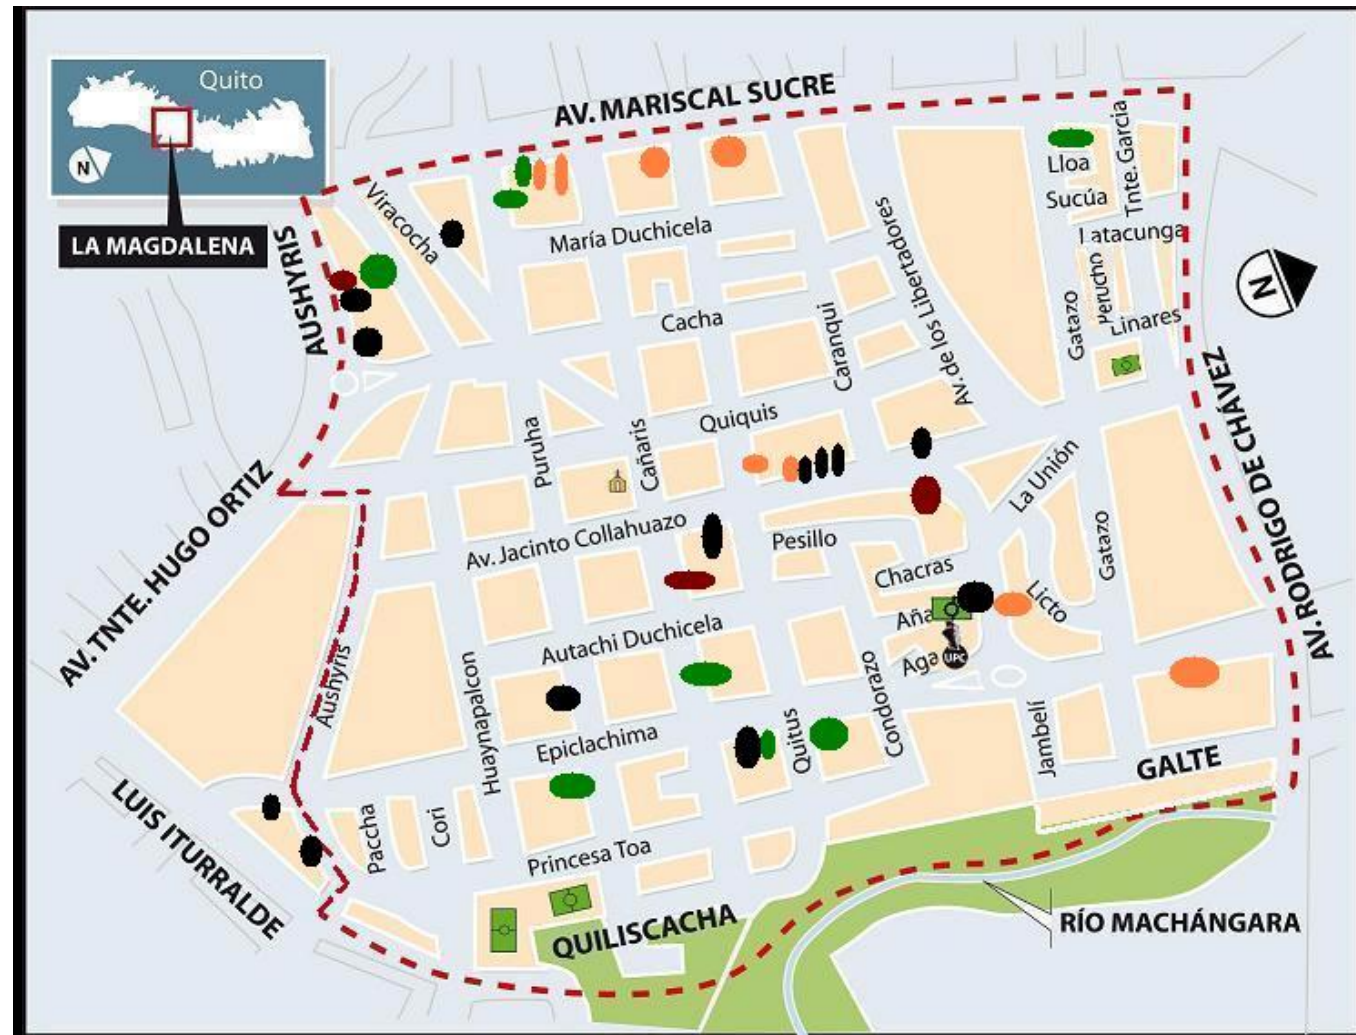 Quito
N
LA MAGDALENA
AV. MARISCAL SUCRE
Viracocha
AUSHYRIS
María Duchicela
Lloa
Sucúa
Tnte. García
Latacunga
Perucho
Linares
Gatazo
N
Cacha
Caranqui
Av. de los Libertadores
Quiquis
Puruha
Cañaris
La Unión
AV. RODRIGO DE CHÁVEZ
AV. TNTE. HUGO ORTIZ
Av. Jacinto Collahuazo
Pesillo
Chacras
Gatazo
Licto
Aña
Aga
UPC
Autachi Duchicela
Aushyris
Huaynapalcon
Condorazo
Epiclachima
Quitus
Jambelí
GALTE
LUIS ITURRALDE
Paccha
Cori
Princesa Toa
QUILISCACHA
RÍO MACHÁNGARA